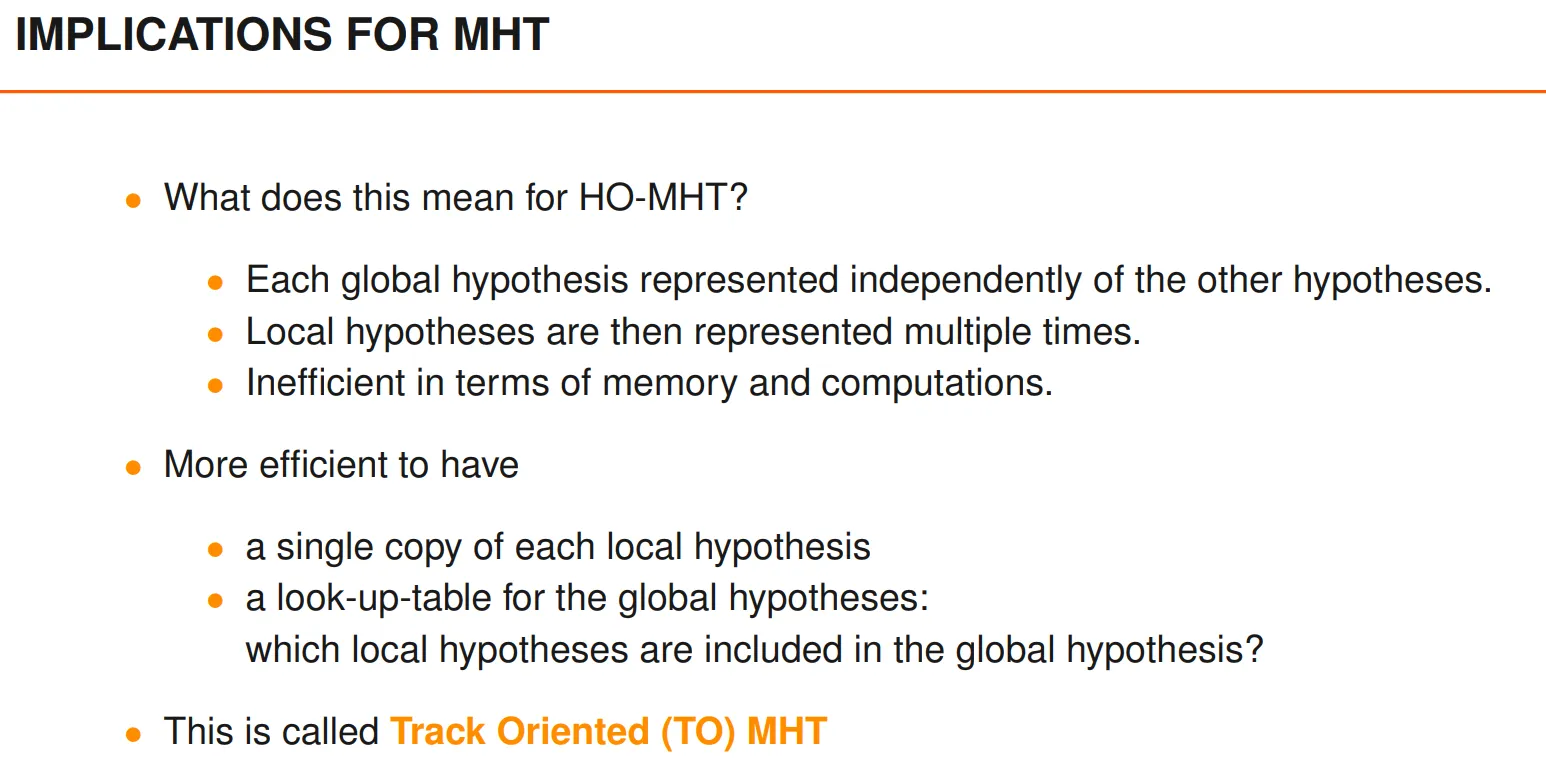 IMPLICATIONS FOR MHT
• What does this mean for HO-MHT?
• Each global hypothesis represented independently of the other hypotheses.
• Local hypotheses are then represented multiple times.
• Inefficient in terms of memory and computations.
• More efficient to have
• a single copy of each local hypothesis
• a look-up-table for the global hypotheses:
which local hypotheses are included in the global hypothesis?
• This is called Track Oriented (TO) MHT